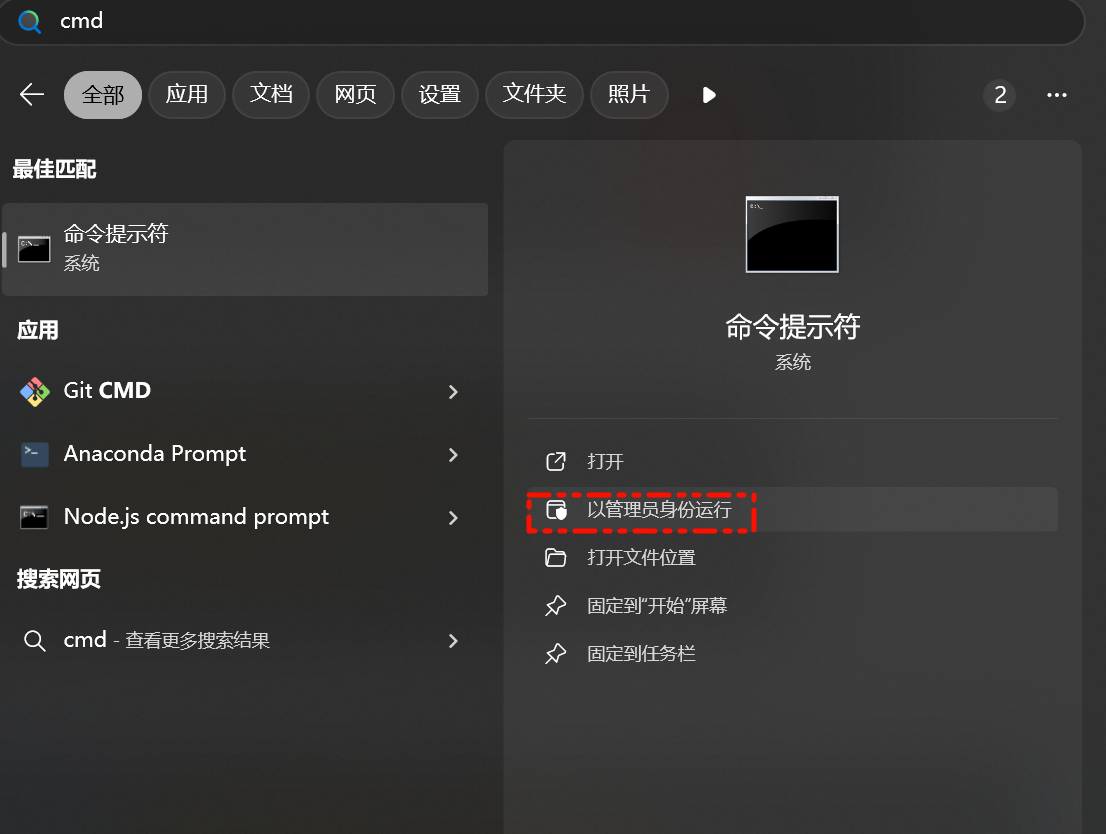 cmd
全部 应用 文档 网页 设置 文件夹 照片 2
最佳匹配
命令提示符
系统
应用
Git CMD
Anaconda Prompt
Node.js command prompt
搜索网页
cmd - 查看更多搜索结果
命令提示符
系统
打开
以管理员身份运行
打开文件位置
固定到"开始"屏幕
固定到任务栏